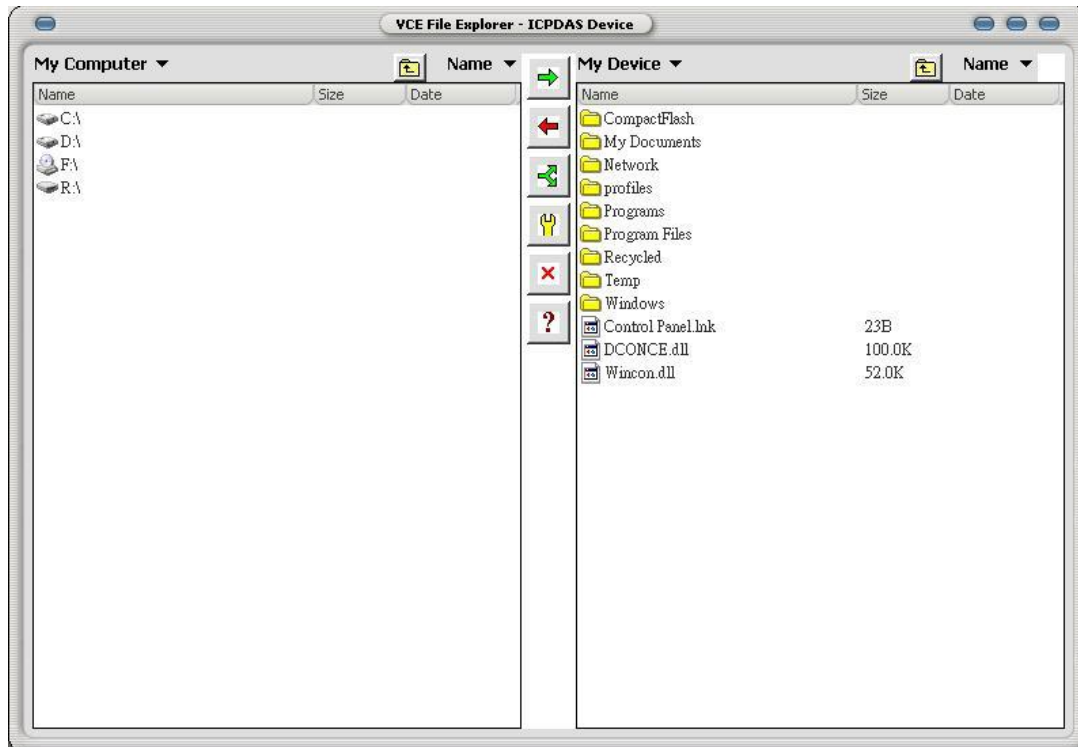 VCE File Explorer - ICPDAS Device
My Computer
Name
Name Size Date
C:\
D:\
F:\
R:\
?
My Device
Name
Name Size Date
CompactFlash
My Documents
Network
profiles
Programs
Program Files
Recycled
Temp
Windows
Control Panel.lnk 23B
DCONCE.dll 100.0K
Wincon.dll 52.0K